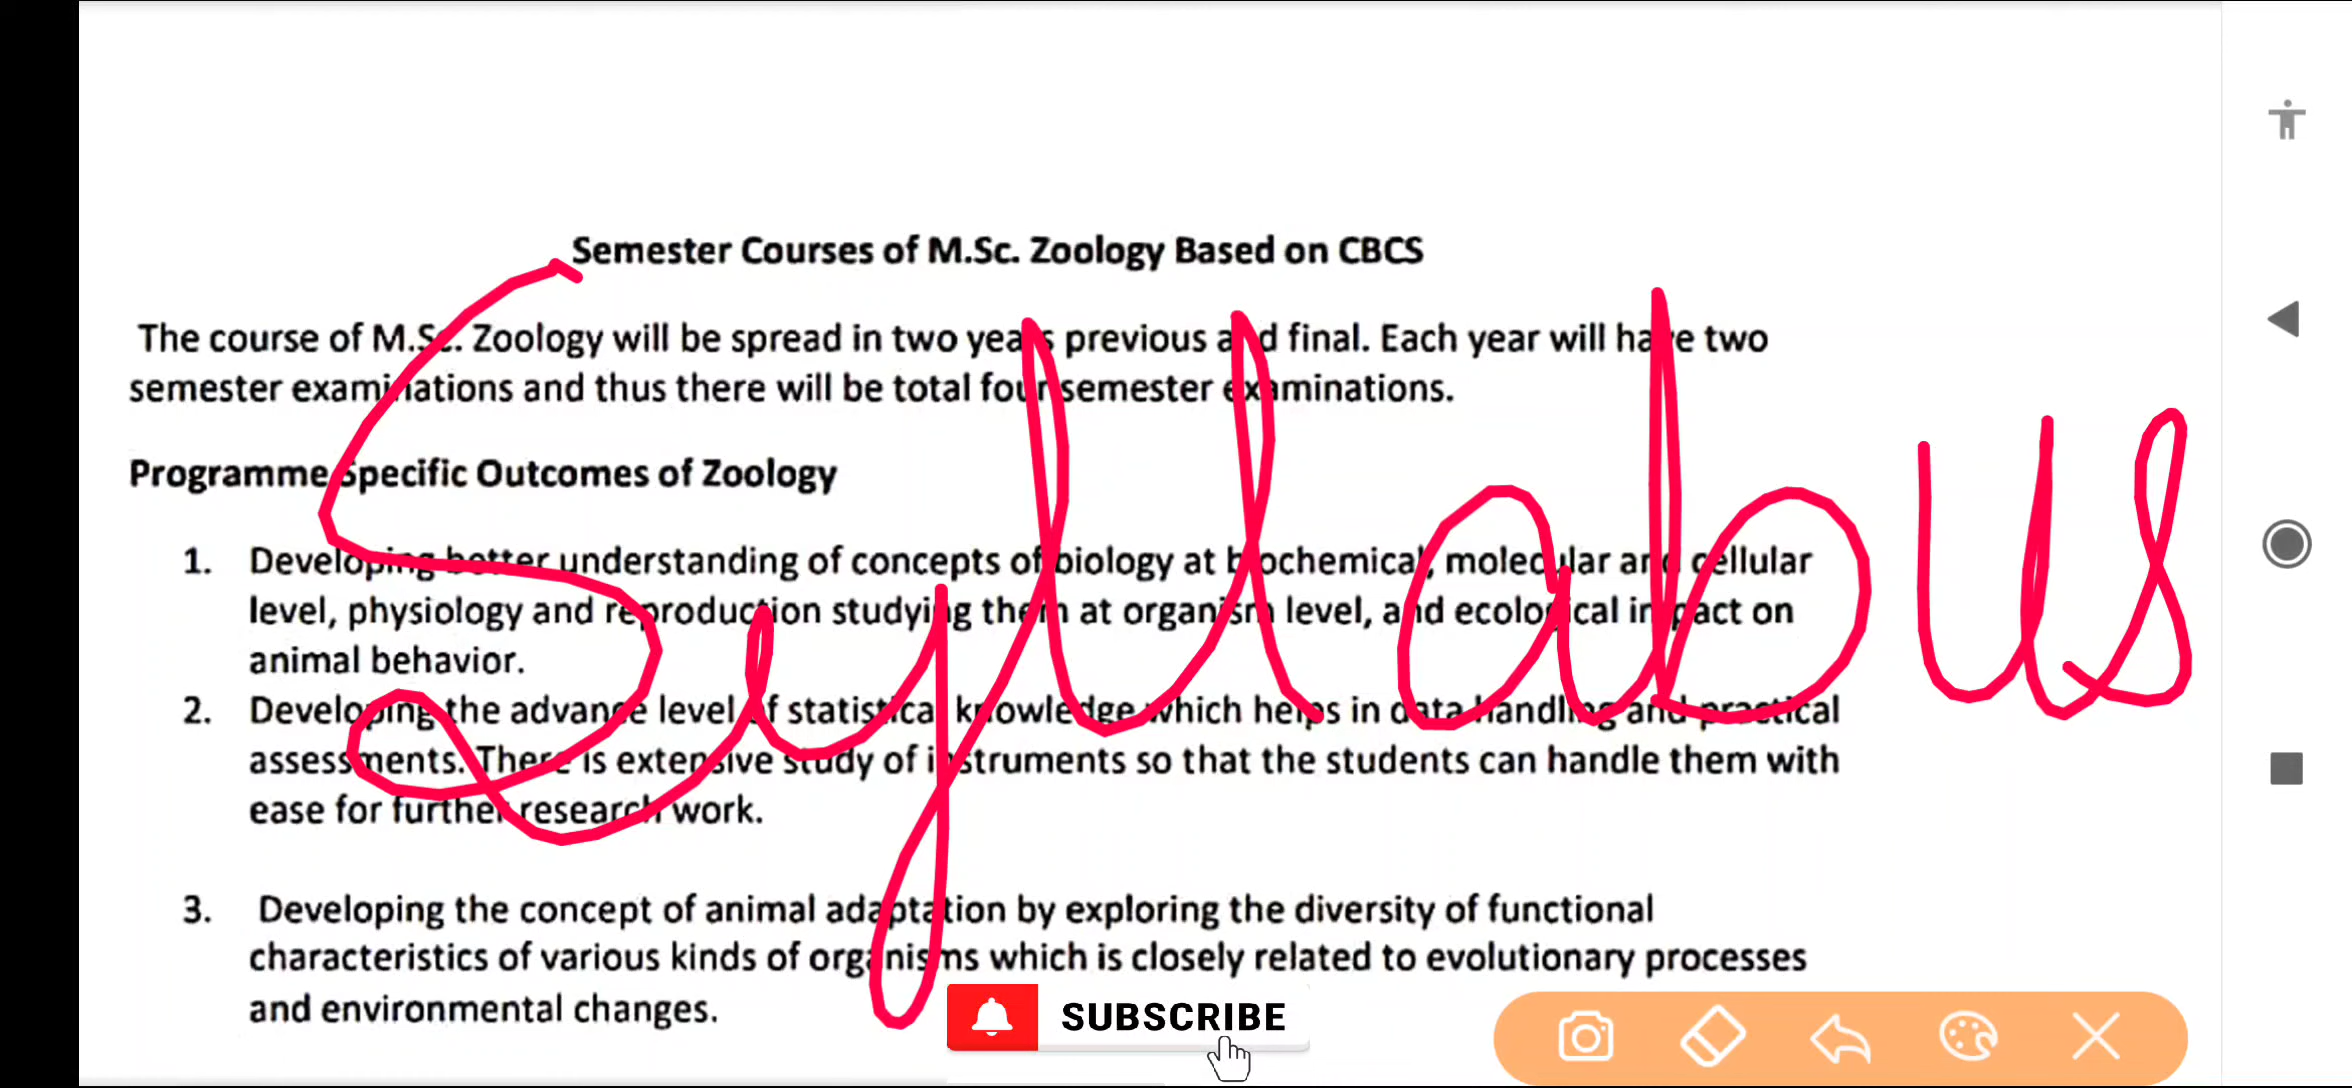 Semester Courses of M.Sc. Zoology Based on CBCS
The course of M.Sc. Zoology will be spread in two years previous and final. Each year will have two
semester examinations and thus there will be total four semester examinations.
Programme Specific Outcomes of Zoology
1. Developing better understanding of concepts of biology at biochemical, molecular and cellular
level, physiology and reproduction studying them at organism level, and ecological impact on
animal behavior.
2. Developing the advance level of statistical knowledge which helps in data handling and practical
assessments. There is extensive study of instruments so that the students can handle them with
ease for further research work.
3. Developing the concept of animal adaptation by exploring the diversity of functional
characteristics of various kinds of organisms which is closely related to evolutionary processes
and environmental changes.
Syllabus
SUBSCRIBE